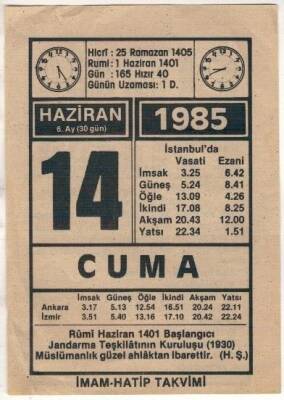 Hicrî : 25 Ramazan 1405
Rumi : 1 Haziran 1401
Gün : 165 Hızır 40
Günün Uzaması: 1 D.
HAZİRAN
6. Ay (30 gün)
1985
14
İstanbul'da
Vasati Ezani
İmsak 3.25 6.42
Güneş 5.24 8.41
Öğle 13.09 4.26
İkindi 17.08 8.25
Akşam 20.43 12.00
Yatsı 22.34 1.51
CUMA
İmsak Güneş Öğle İkindi Akşam Yatsı
Ankara 3.17 5.13 12.54 16.51 20.24 22.11
İzmir 3.51 5.40 13.16 17.10 20.42 22.24
Rûmî Haziran 1401 Başlangıcı
Jandarma Teşkilâtının Kuruluşu (1930)
Müslümanlık güzel ahlâktan ibarettir. (H. Ş.)
İMAM-HATİP TAKVİMİ